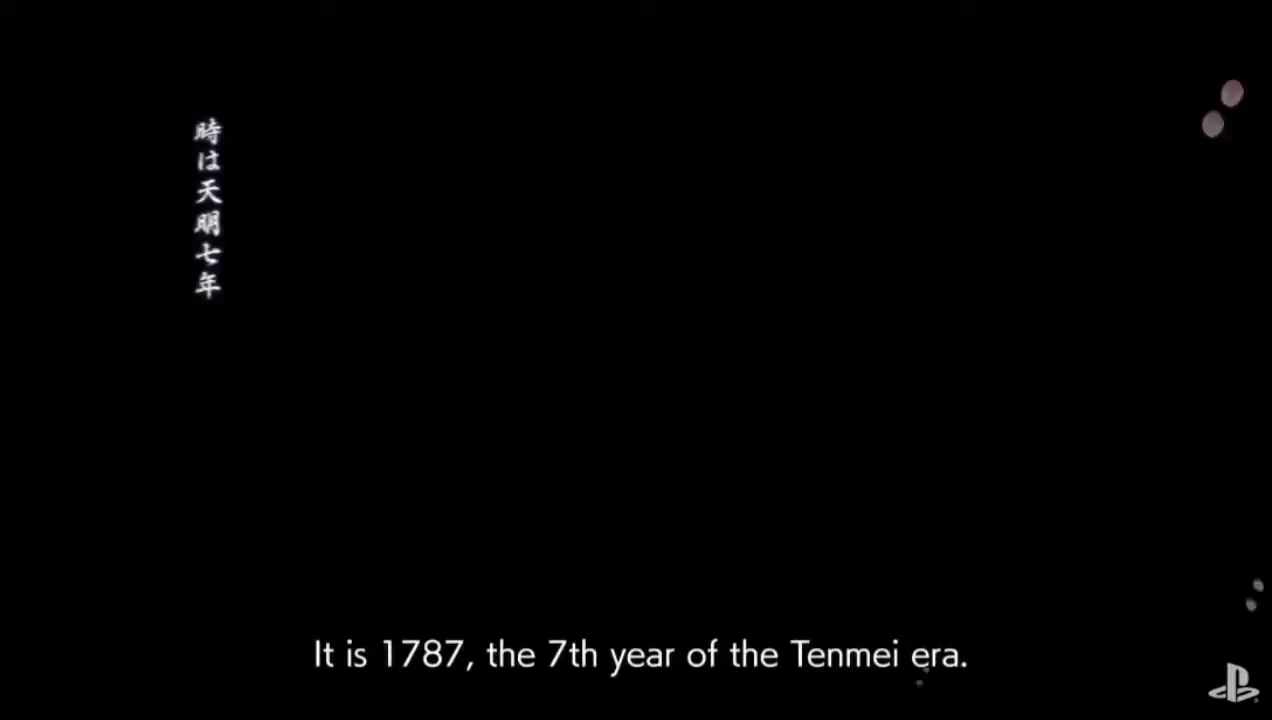 時は天明七年
It is 1787, the 7th year of the Tenmei era.